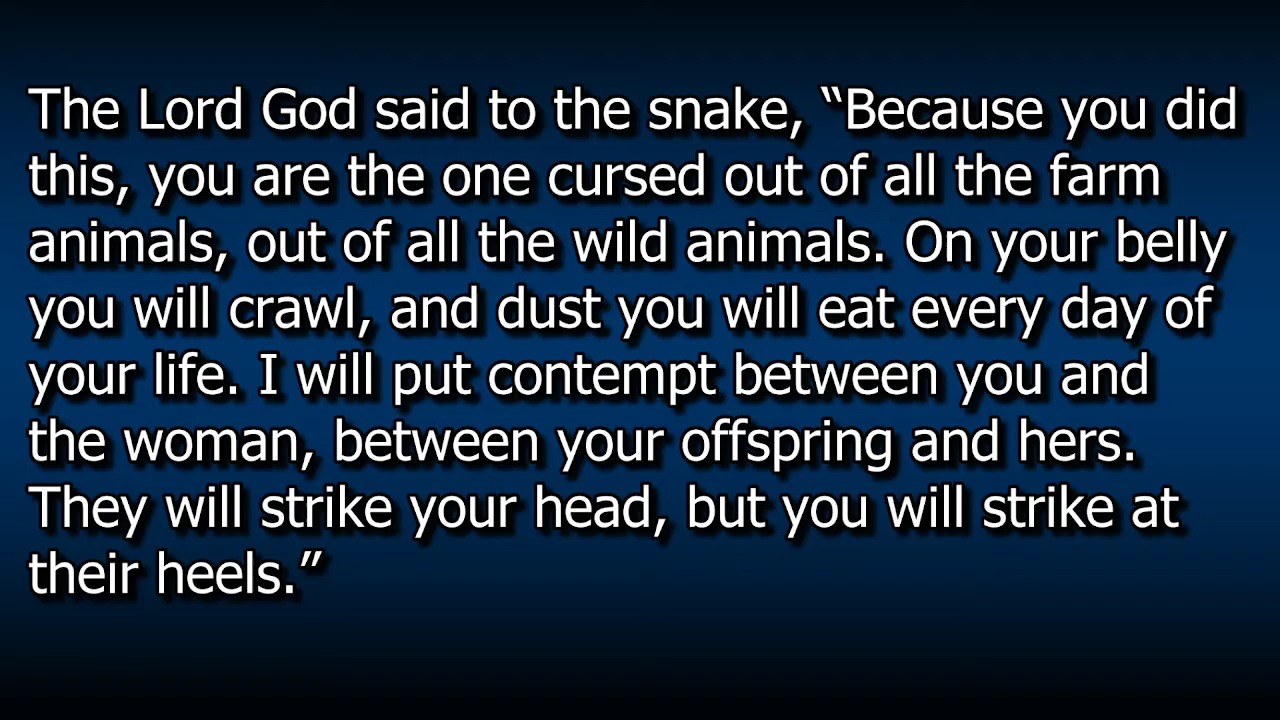 The Lord God said to the snake, “Because you did
this, you are the one cursed out of all the farm
animals, out of all the wild animals. On your belly
you will crawl, and dust you will eat every day of
your life. I will put contempt between you and
the woman, between your offspring and hers.
They will strike your head, but you will strike at
their heels.”